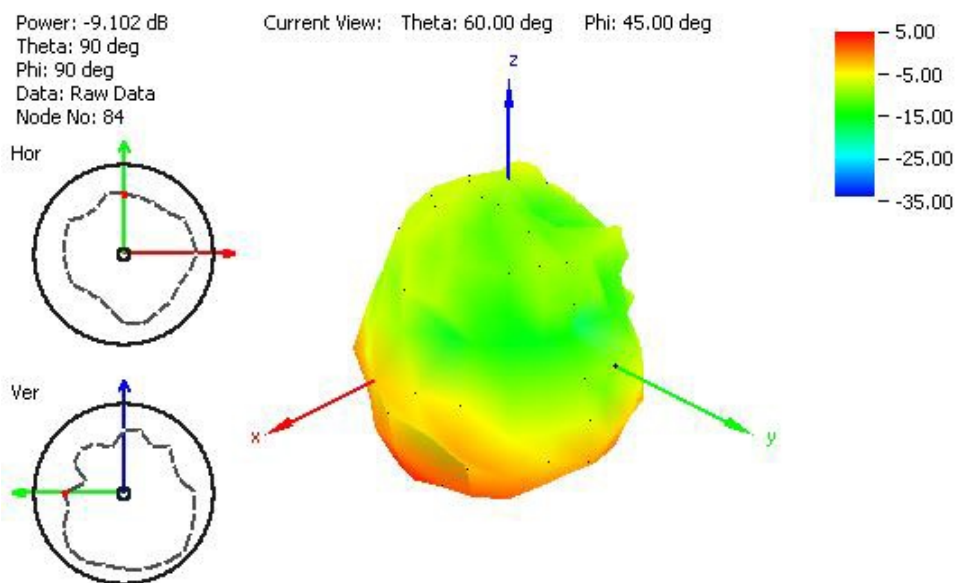 Power: -9.102 dB
Theta: 90 deg
Phi: 90 deg
Data: Raw Data
Node No: 84
Current View: Theta: 60.00 deg Phi: 45.00 deg
Hor
Ver
z
x
y
5.00
-5.00
-15.00
-25.00
-35.00